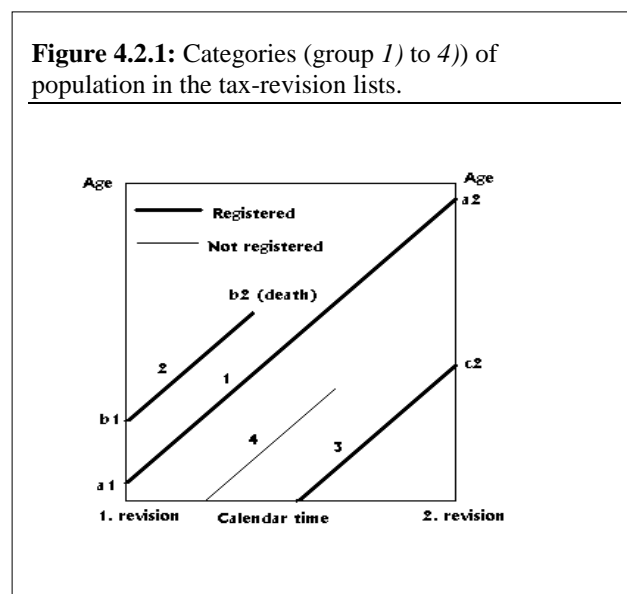 Figure 4.2.1: Categories (group 1) to 4)) of
population in the tax-revision lists.
Age
Age
a2
Registered
Not registered
b2 (death)
2
1
c2
b1
4
3
a1
1. revision
Calendar time
2. revision